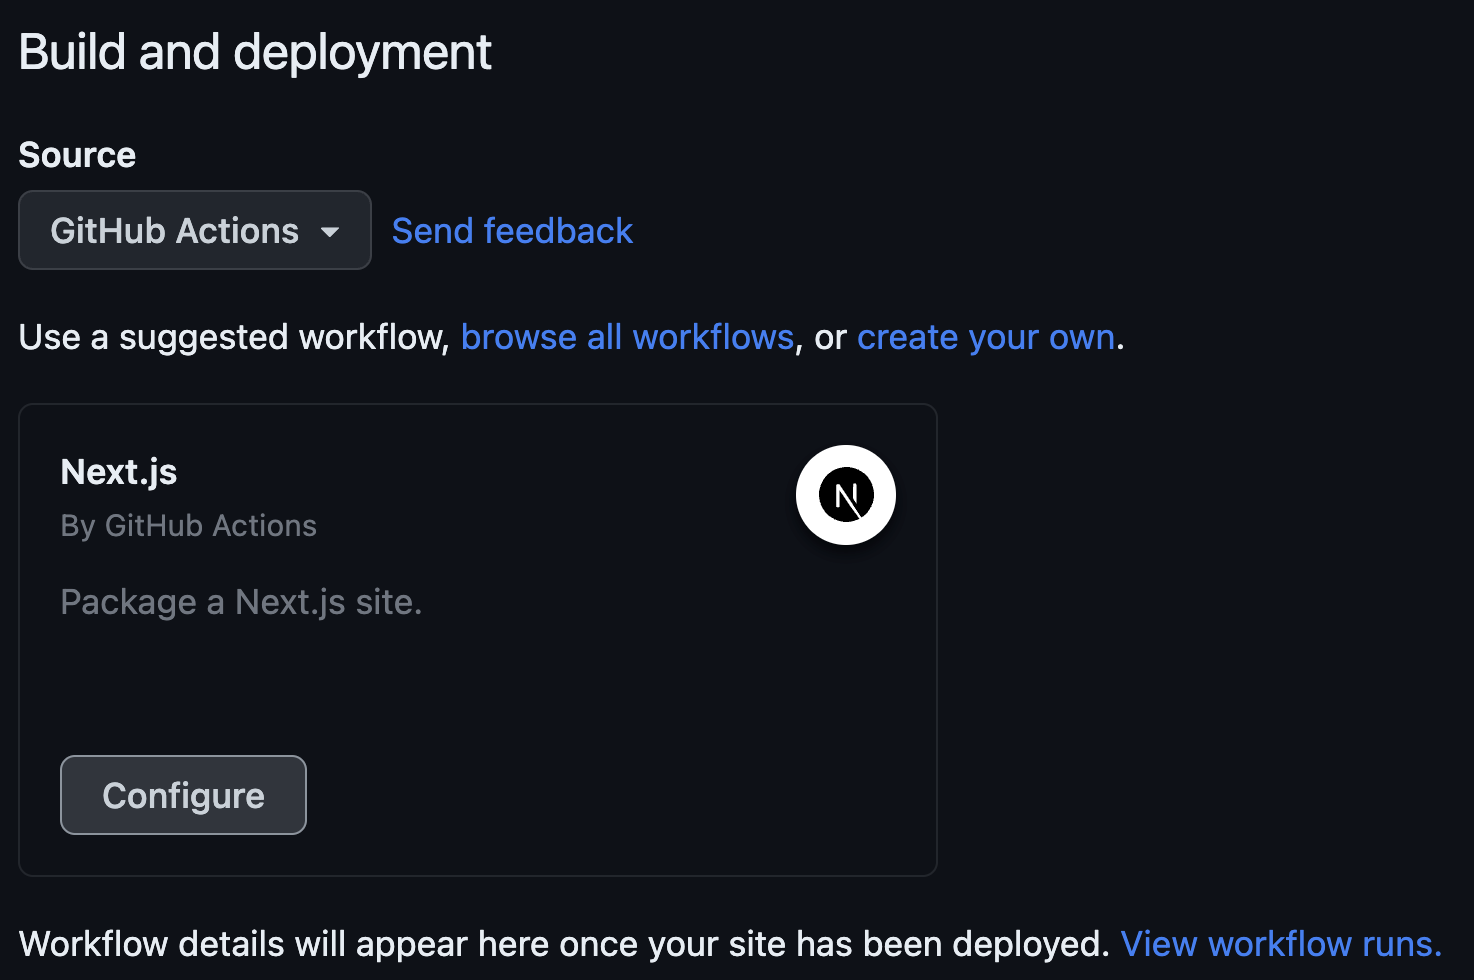 Build and deployment
Source
GitHub Actions
Send feedback
Use a suggested workflow, browse all workflows, or create your own.
Next.js
N
By GitHub Actions
Package a Next.js site.
Configure
Workflow details will appear here once your site has been deployed. View workflow runs.